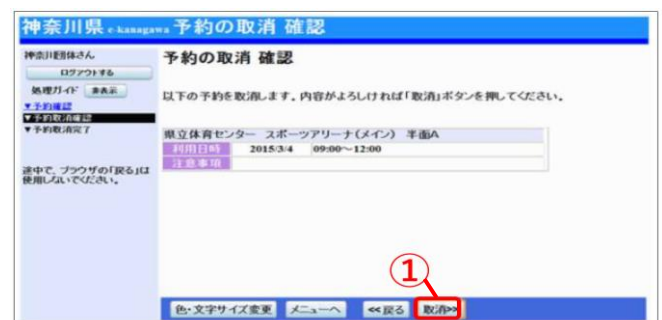 神奈川県 e-kanagawa 予約の取消 確認
神奈川団体さん
ログアウトする
処理ガイド 非表示
▼予約確認
▼予約取消確認
▼予約取消完了
途中で、ブラウザの「戻る」は
使用しないでください。
予約の取消 確認
以下の予約を取消します。内容がよろしければ「取消」ボタンを押してください。
県立体育センター スポーツアリーナ(メイン) 半面A
利用日時 2015/3/4 09:00～12:00
注意事項
①
色・文字サイズ変更 メニューへ <<戻る 取消>>